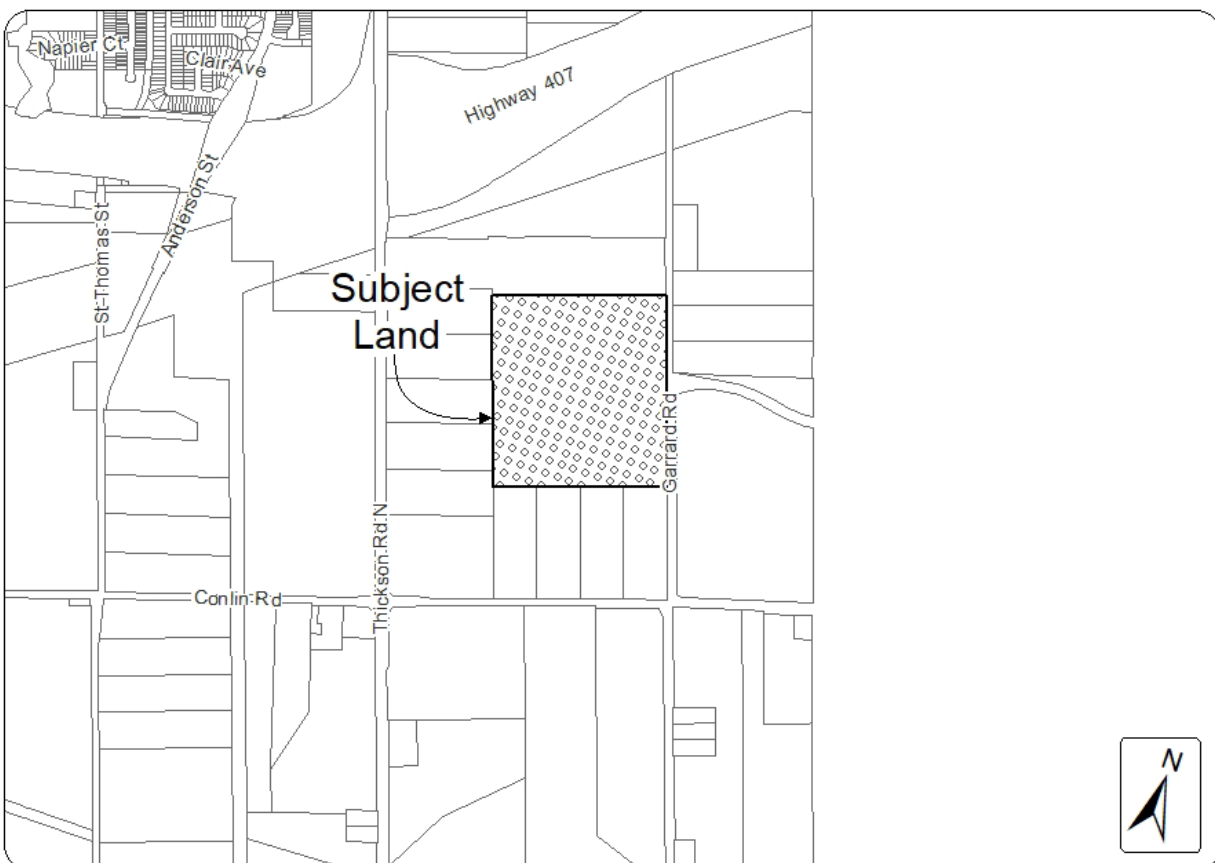 Napier Ct
Clair Ave
Highway 407
Anderson St
St Thomas St
Subject
Land
Garrard Rd
Thickson Rd N
Conlin Rd
N